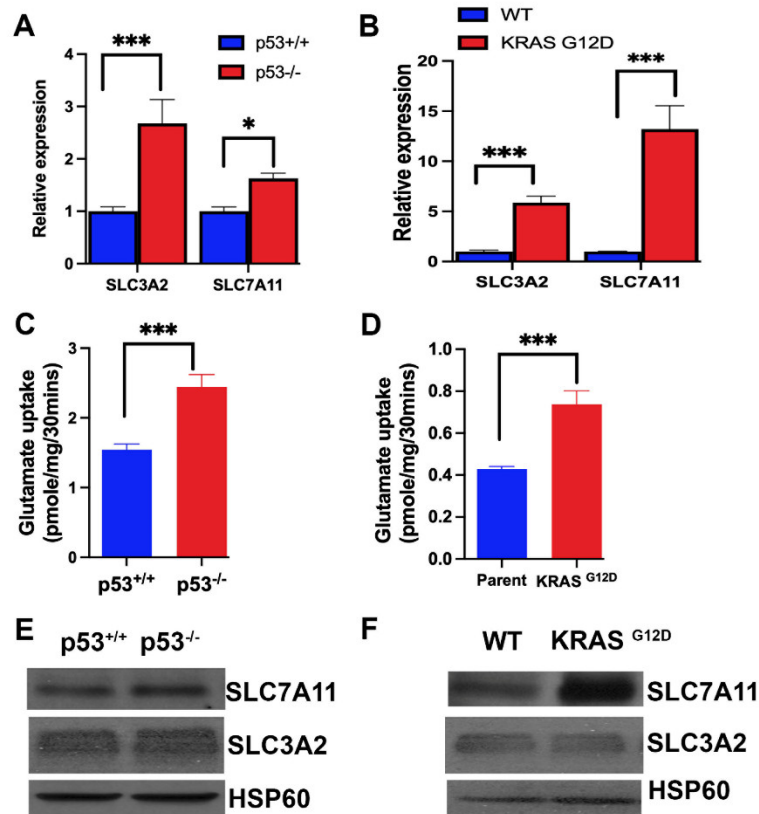 A
***
p53+/+
p53-/-
*
Relative expression
4
3
2
1
0
SLC3A2
SLC7A11
B
WT
KRAS G12D
***
***
Relative expression
20
15
10
5
0
SLC3A2
SLC7A11
C
***
Glutamate uptake
(pmole/mg/30mins)
3
2
1
0
p53+/+
p53-/-
D
***
Glutamate uptake
(pmole/mg/30mins)
1.0
0.8
0.6
0.4
0.2
0.0
Parent
KRAS G12D
E
p53+/+ p53-/-
SLC7A11
SLC3A2
HSP60
F
WT KRAS G12D
SLC7A11
SLC3A2
HSP60